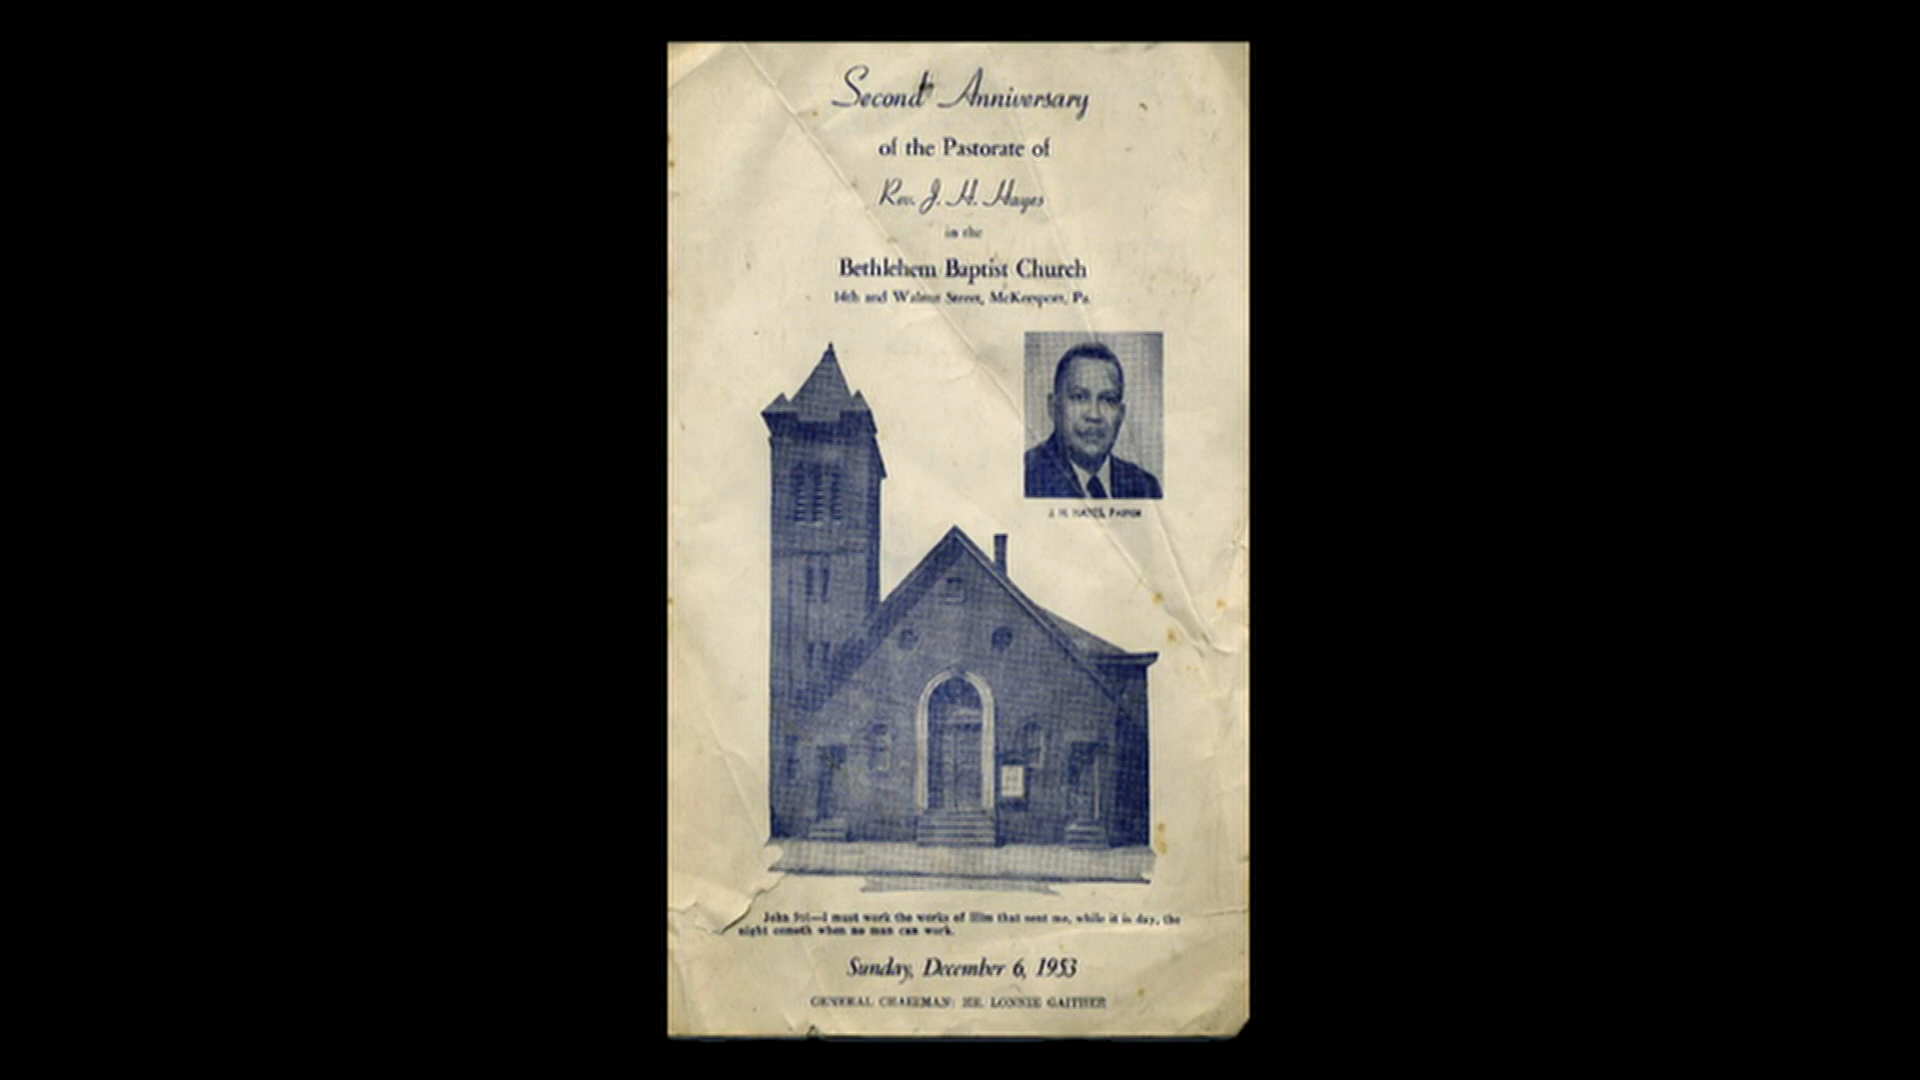 Second Anniversary
of the Pastorate of
Rev. J. H. Hayes
in the
Bethlehem Baptist Church
14th and Walnut Street, McKeesport, Pa.
J. H. HAYES, Pastor
John 9:4—I must work the works of Him that sent me, while it is day, the
night cometh when no man can work.
Sunday, December 6, 1953
GENERAL CHAIRMAN: MR. LONNIE GAITHER